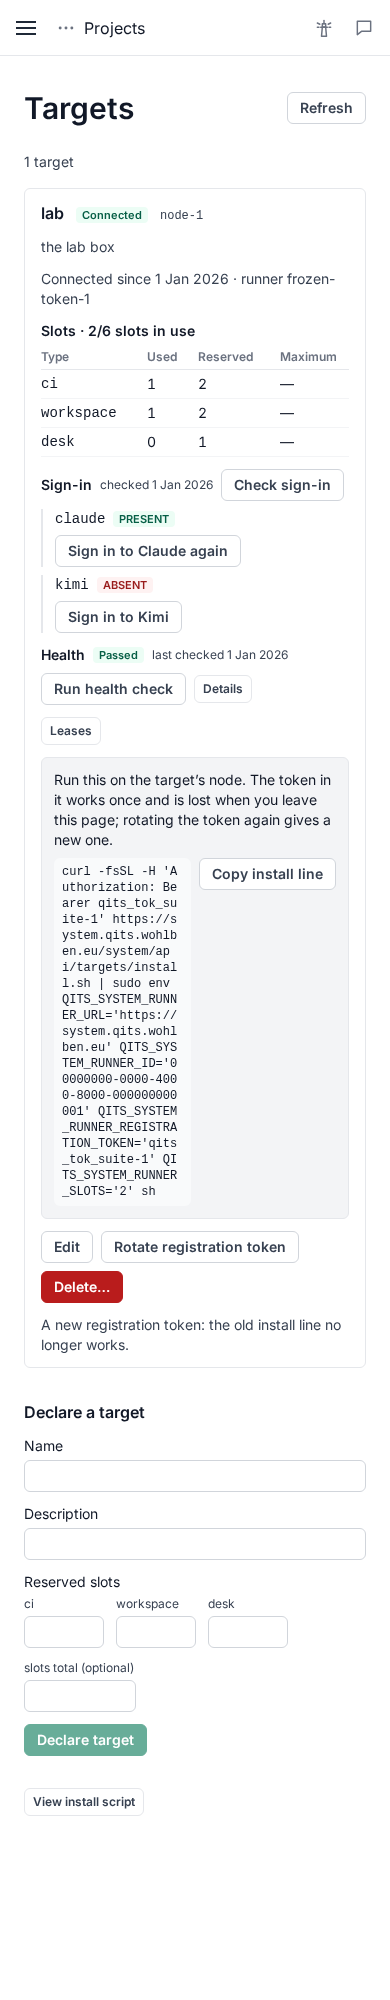 Projects
Targets
Refresh
1 target
lab Connected node-1
the lab box
Connected since 1 Jan 2026 · runner frozen-
token-1
Slots · 2/6 slots in use
Type Used Reserved Maximum
ci 1 2 —
workspace 1 2 —
desk 0 1 —
Sign-in checked 1 Jan 2026 Check sign-in
claude PRESENT
Sign in to Claude again
kimi ABSENT
Sign in to Kimi
Health Passed last checked 1 Jan 2026
Run health check Details
Leases
Run this on the target’s node. The token in
it works once and is lost when you leave
this page; rotating the token again gives a
new one.
Copy install line
curl -fsSL -H 'A
uthorization: Be
arer qits_tok_su
ite-1' https://s
ystem.qits.wohlb
en.eu/system/ap
i/targets/instal
l.sh | sudo env
QITS_SYSTEM_RUNN
ER_URL='https://
system.qits.wohl
ben.eu' QITS_SYS
TEM_RUNNER_ID='0
0000000-0000-400
0-8000-000000000
001' QITS_SYSTEM
_RUNNER_REGISTRA
TION_TOKEN='qits
_tok_suite-1' QI
TS_SYSTEM_RUNNER
_SLOTS='2' sh
Edit Rotate registration token
Delete...
A new registration token: the old install line no
longer works.
Declare a target
Name
Description
Reserved slots
ci workspace desk
slots total (optional)
Declare target
View install script